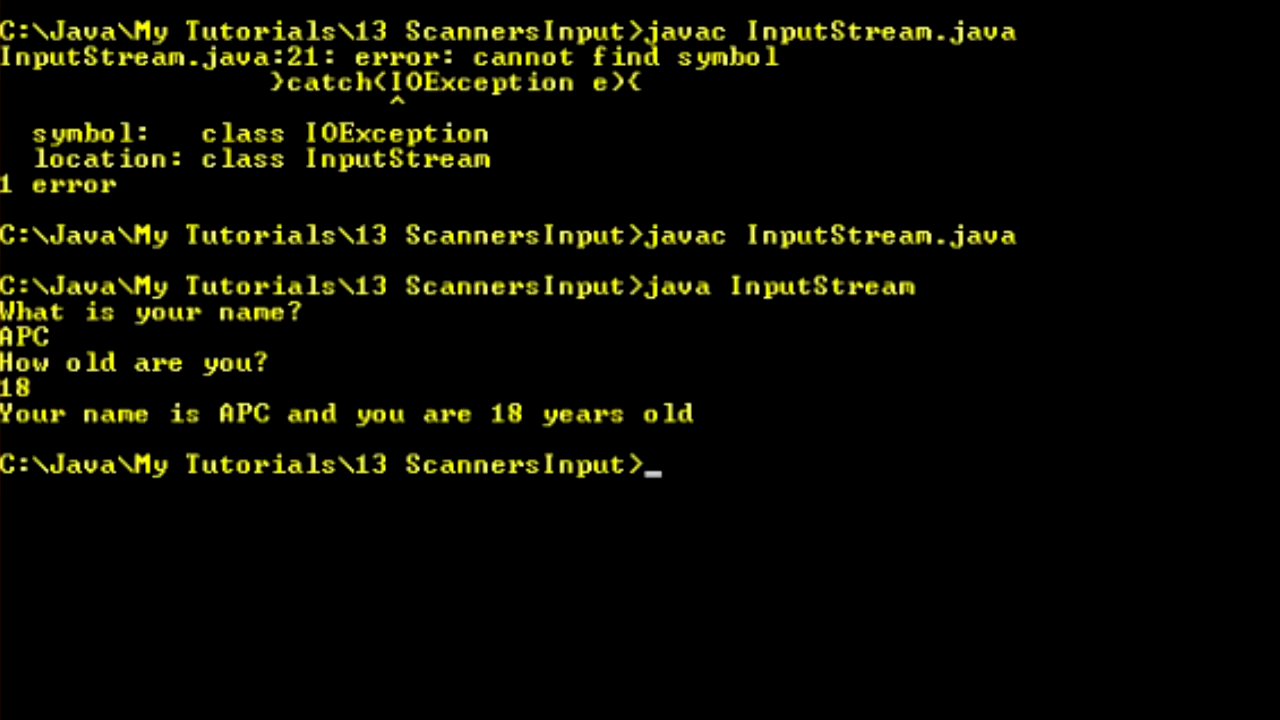 C:\Java\My Tutorials\13 ScannersInput>javac InputStream.java
InputStream.java:21: error: cannot find symbol
}catch(IOException e){
^
symbol:   class IOException
location: class InputStream
1 error
C:\Java\My Tutorials\13 ScannersInput>javac InputStream.java
C:\Java\My Tutorials\13 ScannersInput>java InputStream
What is your name?
APC
How old are you?
18
Your name is APC and you are 18 years old
C:\Java\My Tutorials\13 ScannersInput>_